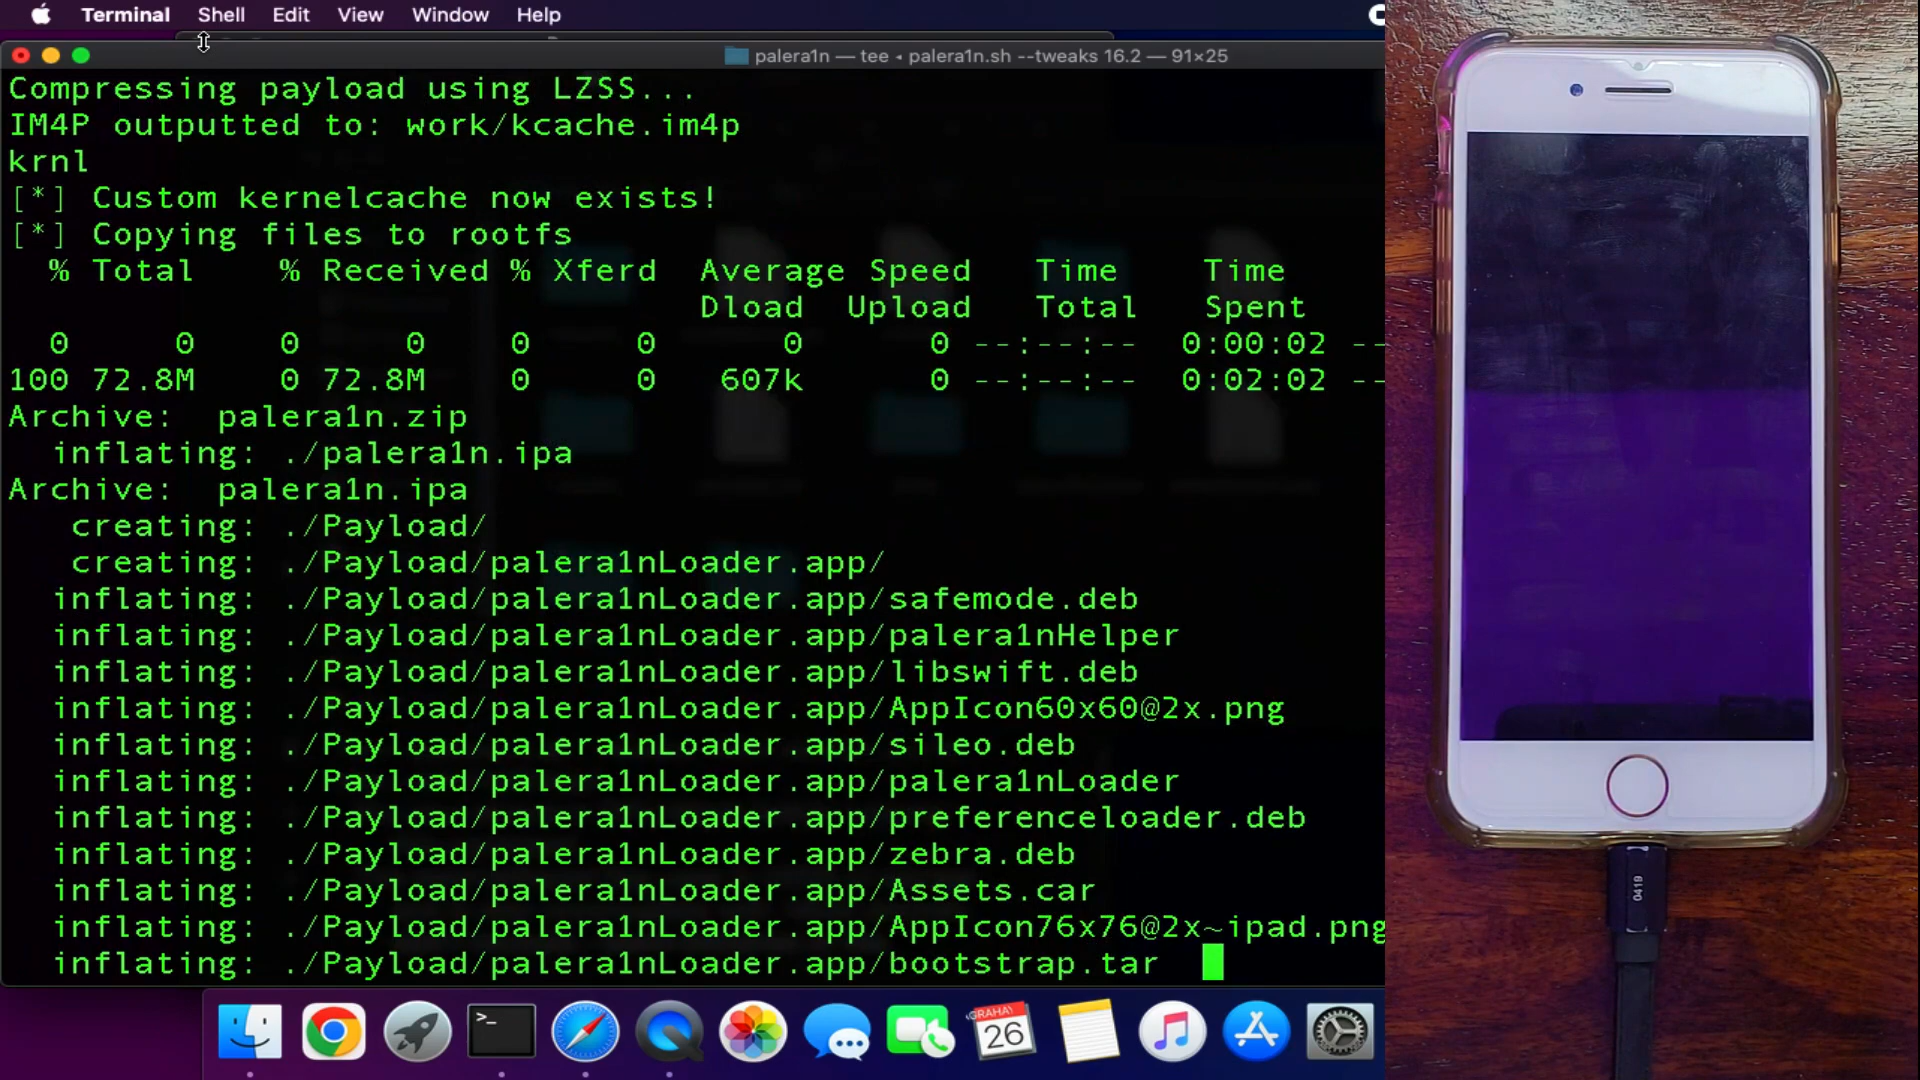 Terminal Shell Edit View Window Help
palera1n — tee ◂ palera1n.sh --tweaks 16.2 — 91×25
Compressing payload using LZSS...
IM4P outputted to: work/kcache.im4p
krnl
[*] Custom kernelcache now exists!
[*] Copying files to rootfs
% Total % Received % Xferd Average Speed Time Time
Dload Upload Total Spent
0 0 0 0 0 0 0 0 --:--:-- 0:00:02 --
100 72.8M 0 72.8M 0 0 607k 0 --:--:-- 0:02:02 --
Archive: palera1n.zip
inflating: ./palera1n.ipa
Archive: palera1n.ipa
creating: ./Payload/
creating: ./Payload/palera1nLoader.app/
inflating: ./Payload/palera1nLoader.app/safemode.deb
inflating: ./Payload/palera1nLoader.app/palera1nHelper
inflating: ./Payload/palera1nLoader.app/libswift.deb
inflating: ./Payload/palera1nLoader.app/AppIcon60x60@2x.png
inflating: ./Payload/palera1nLoader.app/sileo.deb
inflating: ./Payload/palera1nLoader.app/palera1nLoader
inflating: ./Payload/palera1nLoader.app/preferenceloader.deb
inflating: ./Payload/palera1nLoader.app/zebra.deb
inflating: ./Payload/palera1nLoader.app/Assets.car
inflating: ./Payload/palera1nLoader.app/AppIcon76x76@2x~ipad.png
inflating: ./Payload/palera1nLoader.app/bootstrap.tar
>_
GRAHA
26
0419